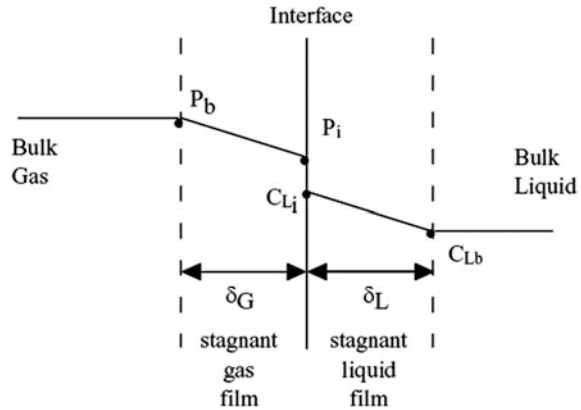 Interface
P_b
P_i
Bulk
Gas
Bulk
Liquid
C_Li
C_Lb
δ_G
δ_L
stagnant
gas
film
stagnant
liquid
film